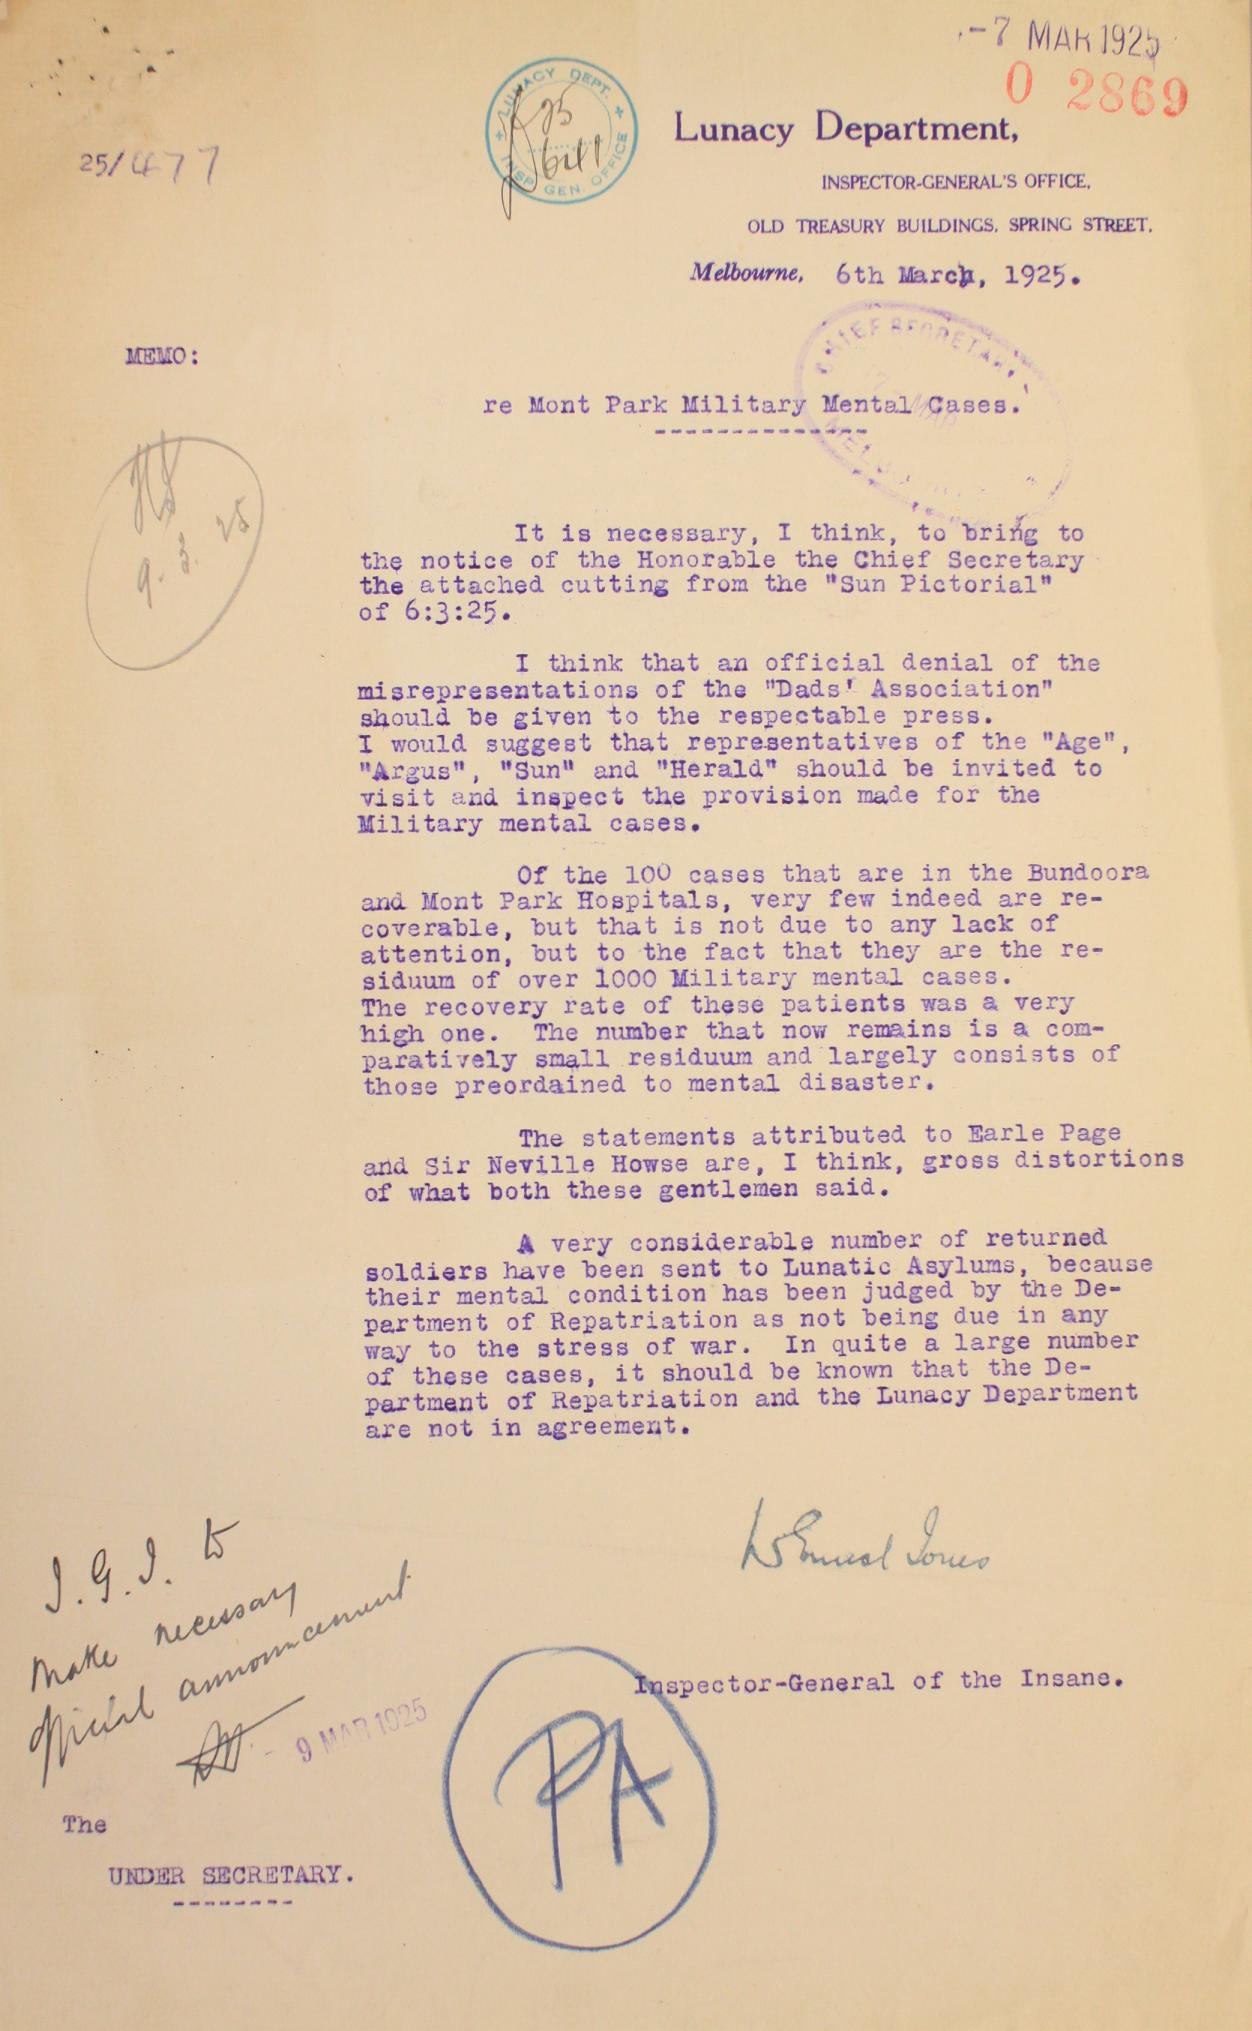 -7 MAR 1925
O 2869
LUNACY DEPT.
INSP. GEN. OFFICE
25/477
Lunacy Department,
INSPECTOR-GENERAL'S OFFICE,
OLD TREASURY BUILDINGS, SPRING STREET,
Melbourne, 6th March, 1925.
CHIEF SECRETARY
MAR
MEMO:
re Mont Park Military Mental Cases.
9.3.25
It is necessary, I think, to bring to
the notice of the Honorable the Chief Secretary
the attached cutting from the "Sun Pictorial"
of 6:3:25.
I think that an official denial of the
misrepresentations of the "Dads' Association"
should be given to the respectable press.
I would suggest that representatives of the "Age",
"Argus", "Sun" and "Herald" should be invited to
visit and inspect the provision made for the
Military mental cases.
Of the 100 cases that are in the Bundoora
and Mont Park Hospitals, very few indeed are re-
coverable, but that is not due to any lack of
attention, but to the fact that they are the re-
siduum of over 1000 Military mental cases.
The recovery rate of these patients was a very
high one. The number that now remains is a com-
paratively small residuum and largely consists of
those preordained to mental disaster.
The statements attributed to Earle Page
and Sir Neville Howse are, I think, gross distortions
of what both these gentlemen said.
A very considerable number of returned
soldiers have been sent to Lunatic Asylums, because
their mental condition has been judged by the De-
partment of Repatriation as not being due in any
way to the stress of war. In quite a large number
of these cases, it should be known that the De-
partment of Repatriation and the Lunacy Department
are not in agreement.
W Ernest Jones
Inspector-General of the Insane.
I.G.I. to
make necessary
official announcement
- 9 MAR 1925
PA
The
UNDER SECRETARY.